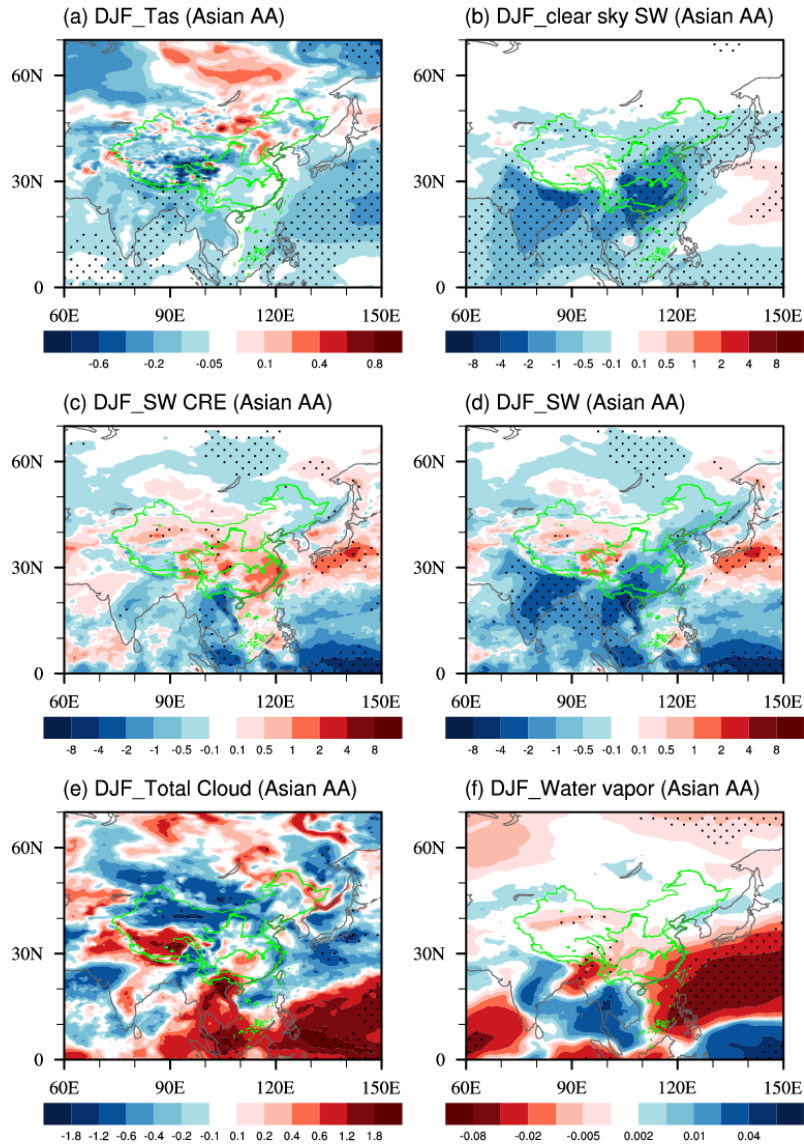 (a) DJF_Tas (Asian AA)
(b) DJF_clear sky SW (Asian AA)
60N
60N
30N
30N
0
0
60E 90E 120E 150E
60E 90E 120E 150E
-0.6 -0.2 -0.05 0.1 0.4 0.8
-8 -4 -2 -1 -0.5 -0.1 0.1 0.5 1 2 4 8
(c) DJF_SW CRE (Asian AA)
(d) DJF_SW (Asian AA)
60N
60N
30N
30N
0
0
60E 90E 120E 150E
60E 90E 120E 150E
-8 -4 -2 -1 -0.5 -0.1 0.1 0.5 1 2 4 8
-8 -4 -2 -1 -0.5 -0.1 0.1 0.5 1 2 4 8
(e) DJF_Total Cloud (Asian AA)
(f) DJF_Water vapor (Asian AA)
60N
60N
30N
30N
0
0
60E 90E 120E 150E
60E 90E 120E 150E
-1.8 -1.2 -0.6 -0.4 -0.2 -0.1 0.1 0.2 0.4 0.6 1.2 1.8
-0.08 -0.02 -0.005 0.002 0.01 0.04